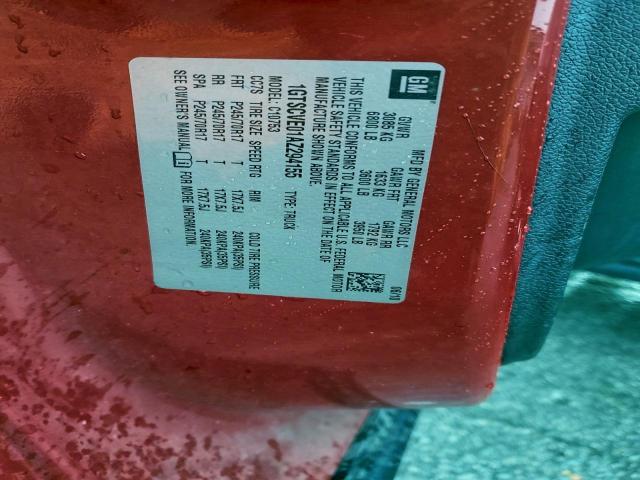 GM
MFD BY GENERAL MOTORS LLC 06/10
GVWR GAWR FRT GAWR RR
3085 KG 1633 KG 1792 KG
6800 LB 3600 LB 3950 LB
THIS VEHICLE CONFORMS TO ALL APPLICABLE U.S. FEDERAL MOTOR
VEHICLE SAFETY STANDARDS IN EFFECT ON THE DATE OF
MANUFACTURE SHOWN ABOVE.
1GTSCVE01AZ294155 TYPE: TRUCK
MODEL: C10753
CC7S TIRE SIZE SPEED RTG RIM COLD TIRE PRESSURE
FRT P245/70R17 T 17X7.5J 240KPA(35PSI)
RR P245/70R17 T 17X7.5J 240KPA(35PSI)
SPA P245/70R17 T 17X7.5J 240KPA(35PSI)
SEE OWNER'S MANUAL FOR MORE INFORMATION.